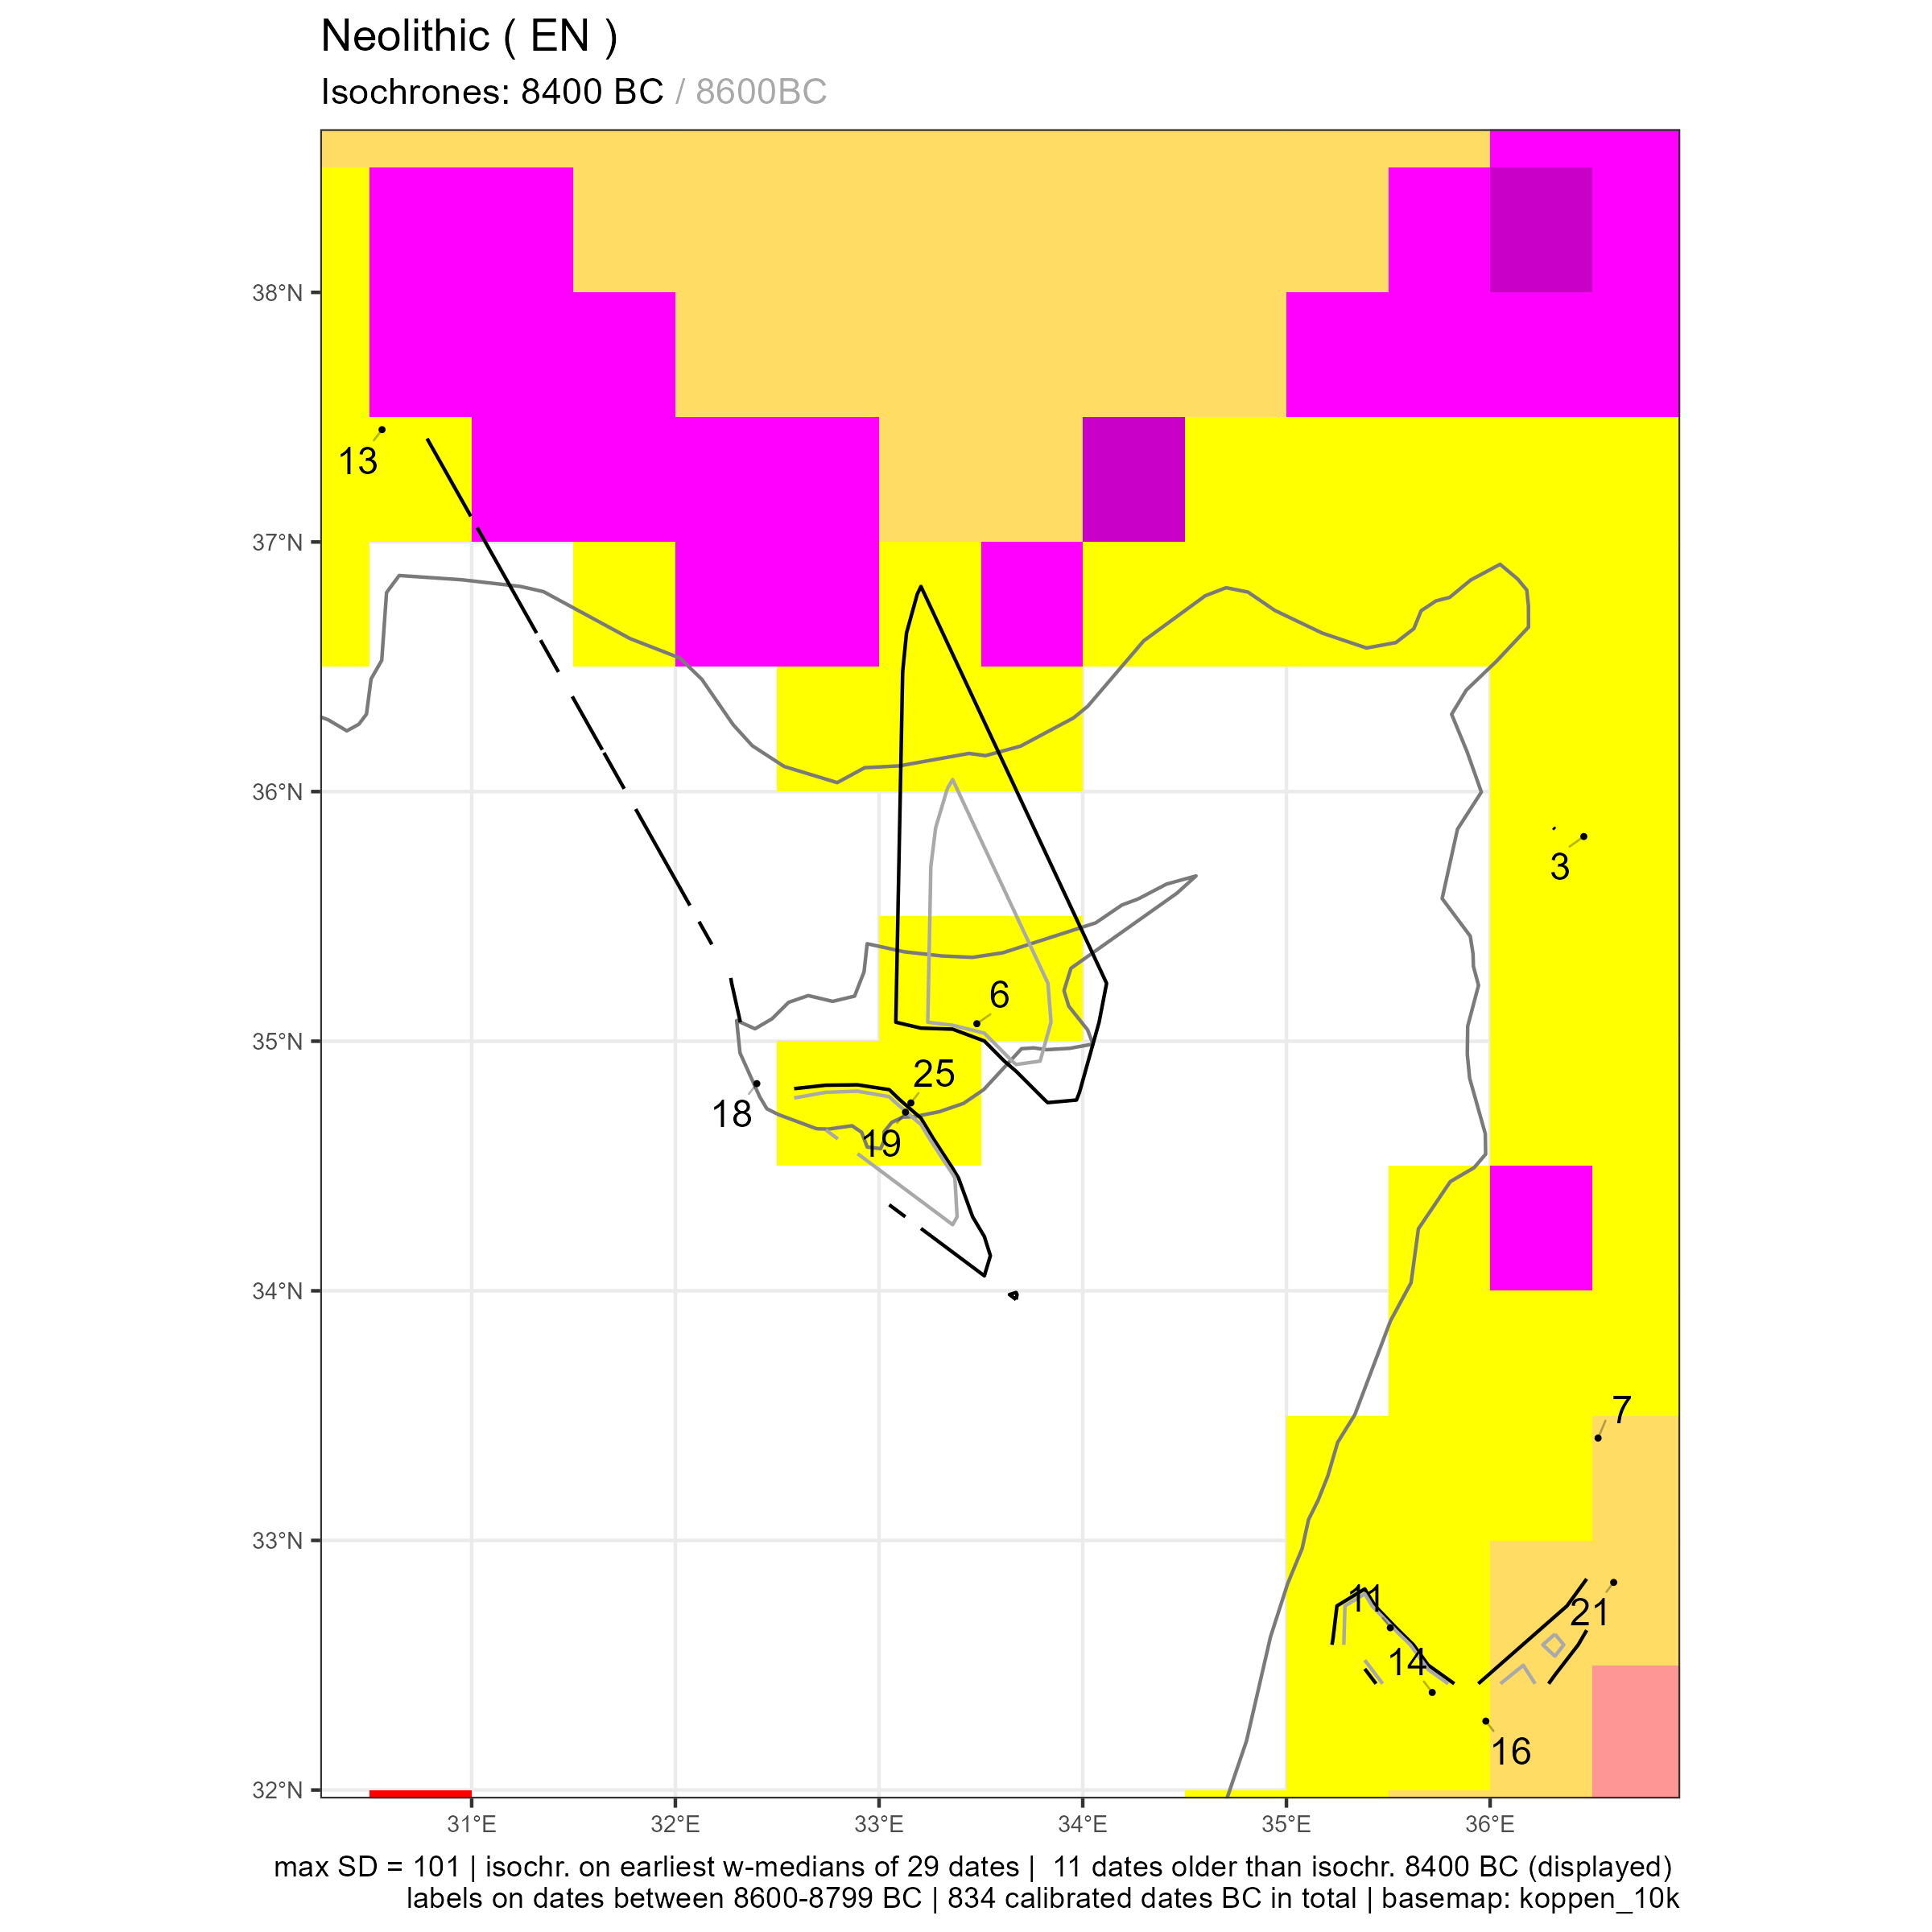 Neolithic ( EN )
Isochrones: 8400 BC / 8600BC
38°N
37°N
36°N
35°N
34°N
33°N
32°N
13
3
6
25
18
19
7
11
21
14
16
31°E
32°E
33°E
34°E
35°E
36°E
max SD = 101 | isochr. on earliest w-medians of 29 dates |  11 dates older than isochr. 8400 BC (displayed)
labels on dates between 8600-8799 BC | 834 calibrated dates BC in total | basemap: koppen_10k